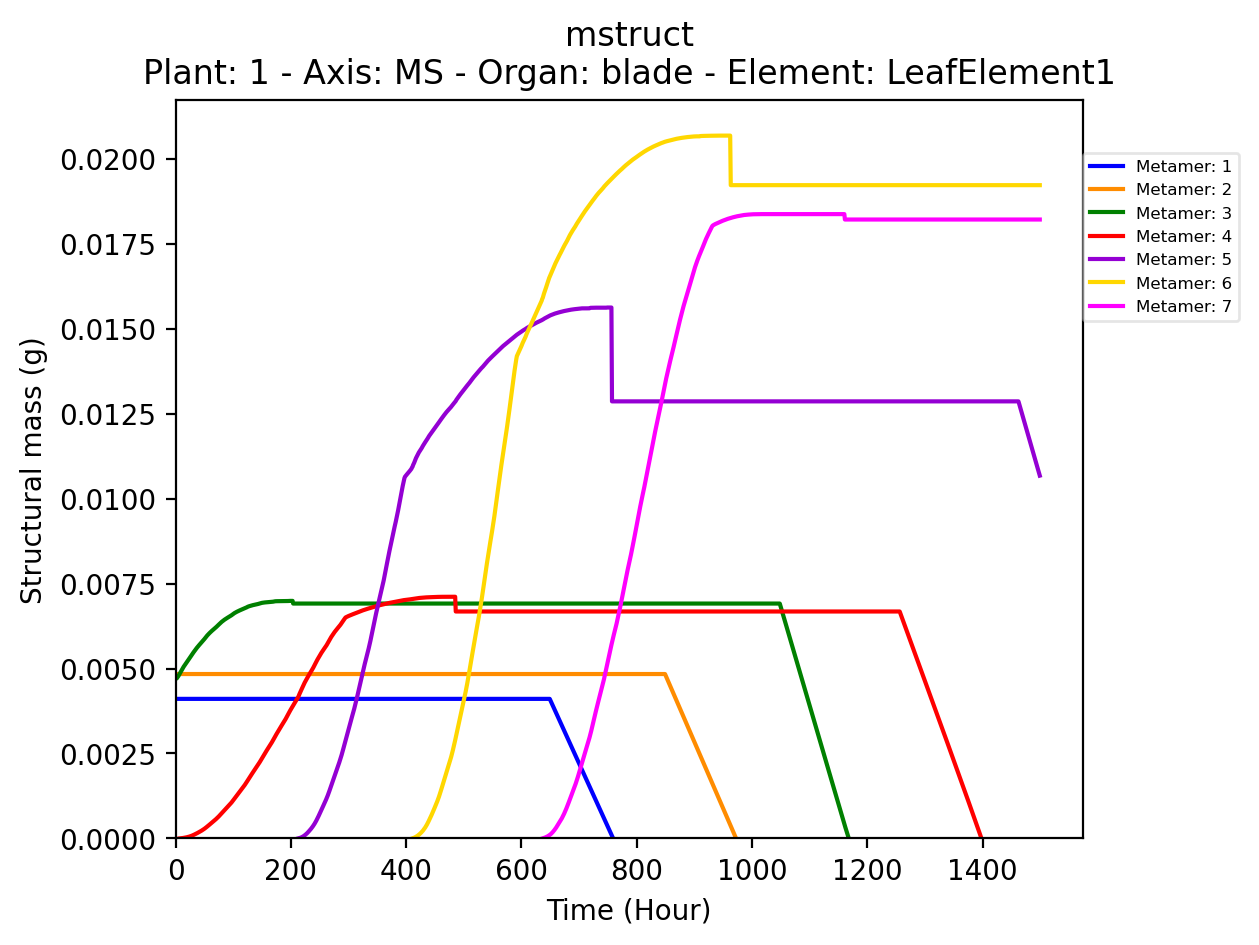 mstruct
Plant: 1 - Axis: MS - Organ: blade - Element: LeafElement1
Structural mass (g)
0.0200
0.0175
0.0150
0.0125
0.0100
0.0075
0.0050
0.0025
0.0000
0 200 400 600 800 1000 1200 1400
Time (Hour)
Metamer: 1
Metamer: 2
Metamer: 3
Metamer: 4
Metamer: 5
Metamer: 6
Metamer: 7